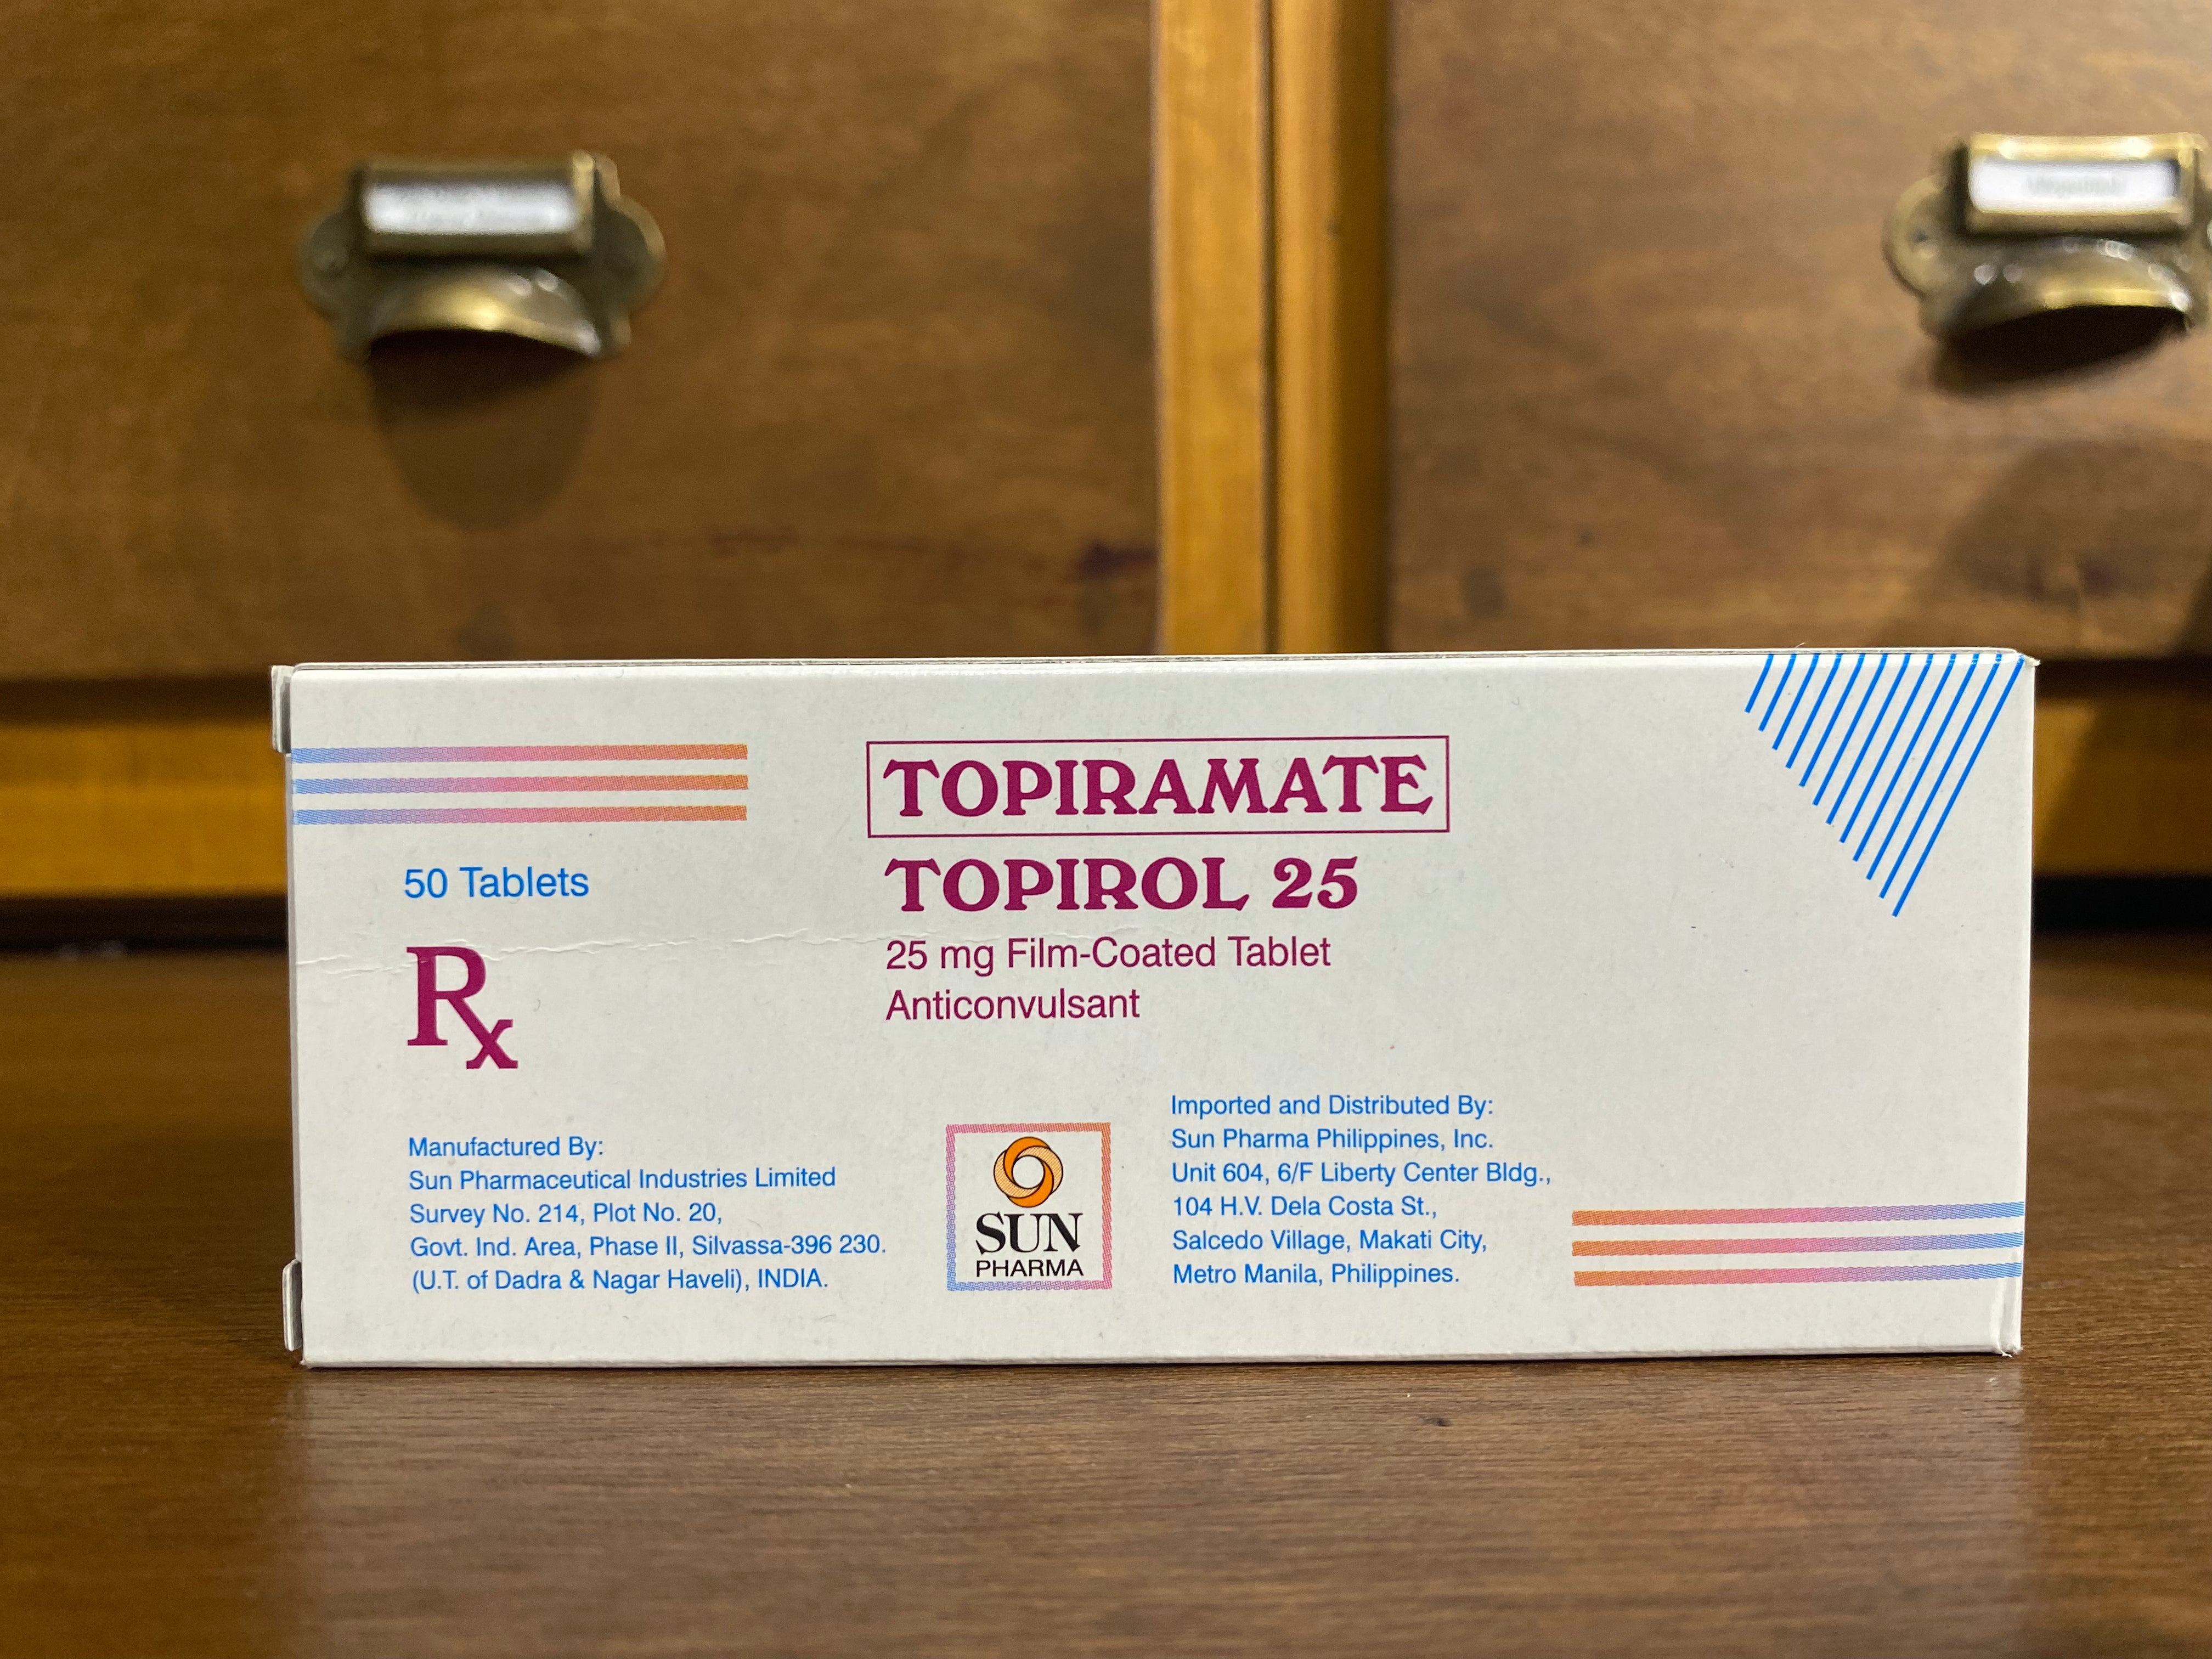 TOPIRAMATE
TOPIROL 25
25 mg Film-Coated Tablet
Anticonvulsant
50 Tablets
Rx
Manufactured By:
Sun Pharmaceutical Industries Limited
Survey No. 214, Plot No. 20,
Govt. Ind. Area, Phase II, Silvassa-396 230.
(U.T. of Dadra & Nagar Haveli), INDIA.
SUN
PHARMA
Imported and Distributed By:
Sun Pharma Philippines, Inc.
Unit 604, 6/F Liberty Center Bldg.,
104 H.V. Dela Costa St.,
Salcedo Village, Makati City,
Metro Manila, Philippines.